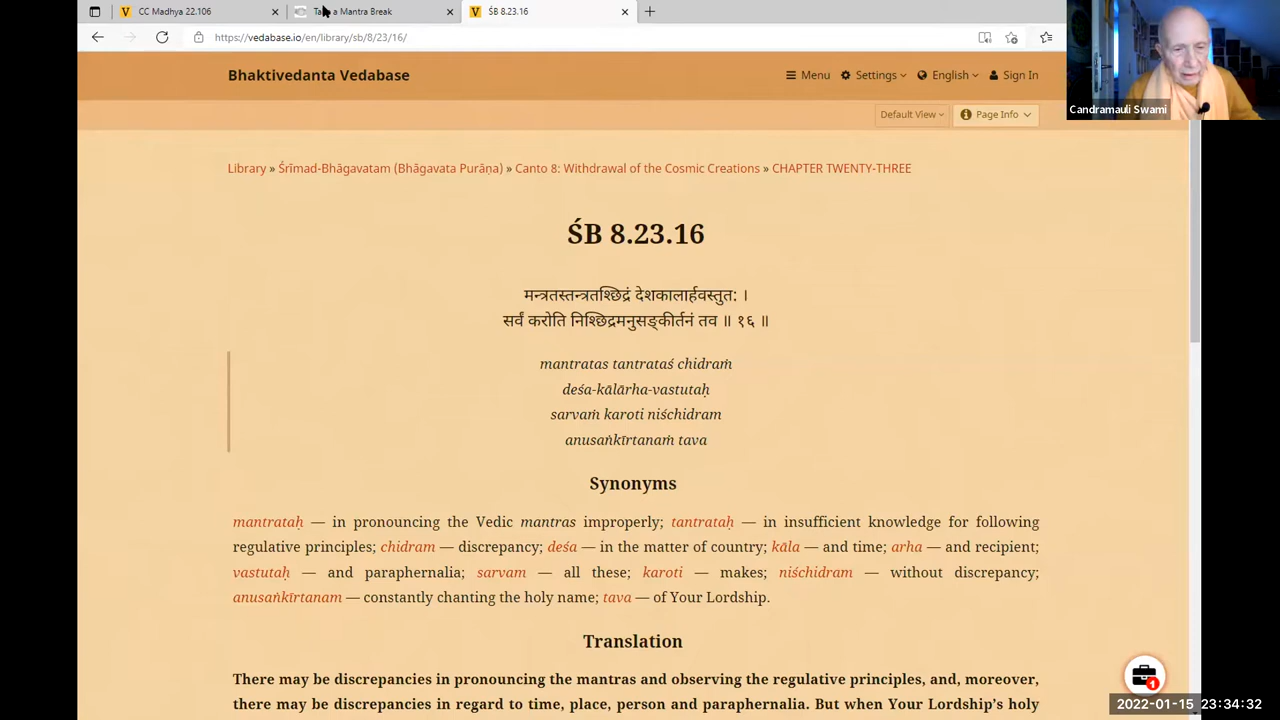 CC Madhya 22.106
Ta a Mantra Break
ŚB 8.23.16
https://vedabase.io/en/library/sb/8/23/16/
Bhaktivedanta Vedabase
Menu Settings English Sign In
Candramauli Swami
Default View Page Info
Library » Śrīmad-Bhāgavatam (Bhāgavata Purāṇa) » Canto 8: Withdrawal of the Cosmic Creations » CHAPTER TWENTY-THREE
ŚB 8.23.16
मन्त्रतस्तन्त्रतश्छिद्रं देशकालार्हवस्तुत: ।
सर्वं करोति निश्छिद्रमनुसङ्कीर्तनं तव ॥ १६ ॥
mantratas tantrataś chidraṁ
deśa-kālārha-vastutaḥ
sarvaṁ karoti niśchidram
anusaṅkīrtanaṁ tava
Synonyms
mantrataḥ — in pronouncing the Vedic mantras improperly; tantrataḥ — in insufficient knowledge for following
regulative principles; chidram — discrepancy; deśa — in the matter of country; kāla — and time; arha — and recipient;
vastutaḥ — and paraphernalia; sarvam — all these; karoti — makes; niśchidram — without discrepancy;
anusaṅkīrtanam — constantly chanting the holy name; tava — of Your Lordship.
Translation
There may be discrepancies in pronouncing the mantras and observing the regulative principles, and, moreover,
there may be discrepancies in regard to time, place, person and paraphernalia. But when Your Lordship's holy
1
2022-01-15 23:34:32